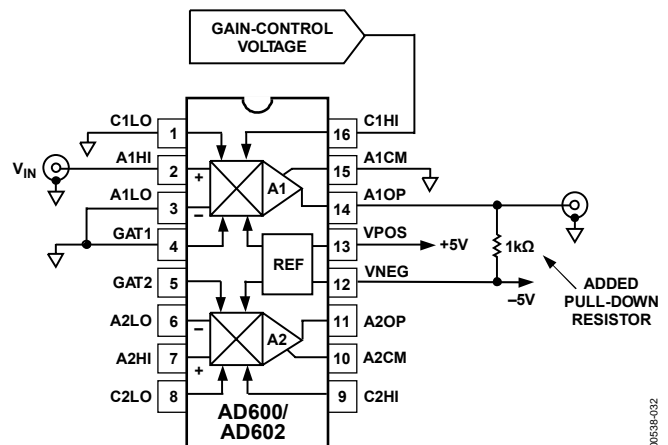 GAIN-CONTROL
VOLTAGE
C1LO
1
16
C1HI
VIN
A1HI
2
+
A1
15
A1CM
A1LO
3
–
14
A1OP
GAT1
4
13
VPOS
+5V
1kΩ
REF
GAT2
5
12
VNEG
–5V
ADDED
PULL-DOWN
RESISTOR
A2LO
6
–
A2
11
A2OP
A2HI
7
+
10
A2CM
C2LO
8
9
C2HI
AD600/
AD602
00538-032